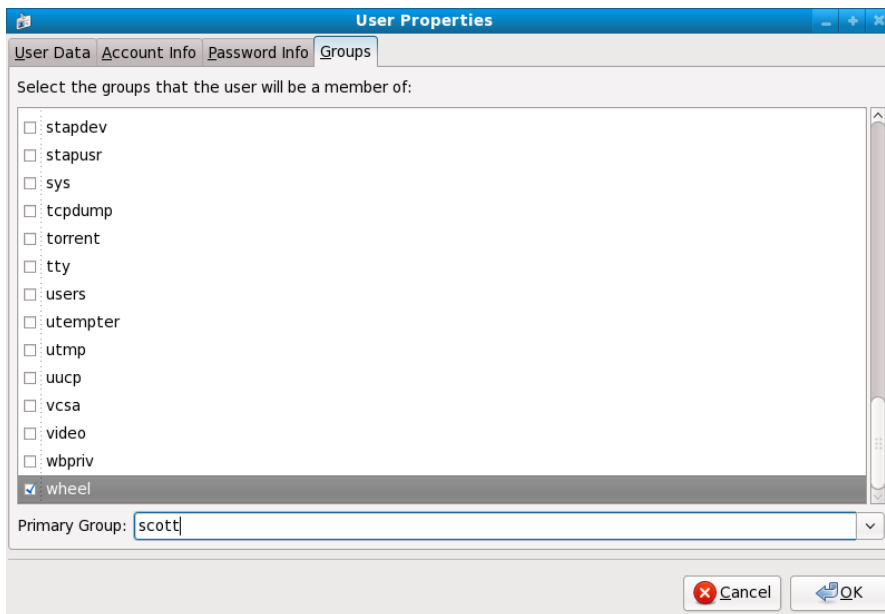 User Properties
User Data Account Info Password Info Groups
Select the groups that the user will be a member of:
stapdev
stapusr
sys
tcpdump
torrent
tty
users
utempter
utmp
uucp
vcsa
video
wbpriv
wheel
Primary Group: scott
Cancel OK